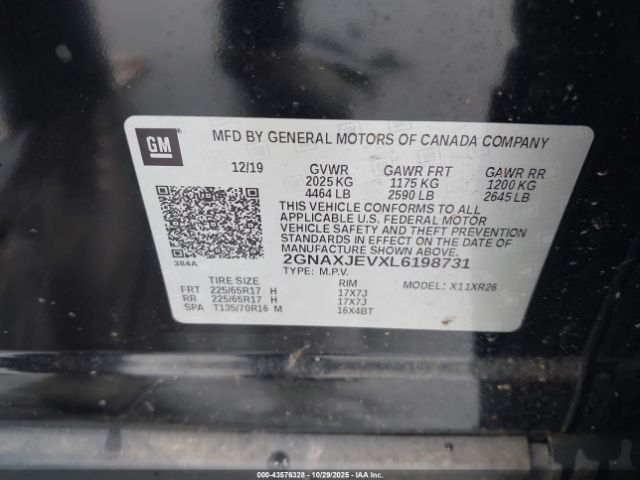 GM
MFD BY GENERAL MOTORS OF CANADA COMPANY
12/19 GVWR GAWR FRT GAWR RR
2025 KG 1175 KG 1200 KG
4464 LB 2590 LB 2645 LB
THIS VEHICLE CONFORMS TO ALL
APPLICABLE U.S. FEDERAL MOTOR
VEHICLE SAFETY AND THEFT
PREVENTION STANDARDS IN
EFFECT ON THE DATE OF
MANUFACTURE SHOWN ABOVE.
384A
2GNAXJEVXL6198731
TYPE: M.P.V.
TIRE SIZE RIM MODEL: X11XR26
FRT 225/65R17 H 17X7J
RR 225/65R17 H 17X7J
SPA T135/70R16 M 16X4BT
000-43576328 | 10/29/2025 | IAAI.COM